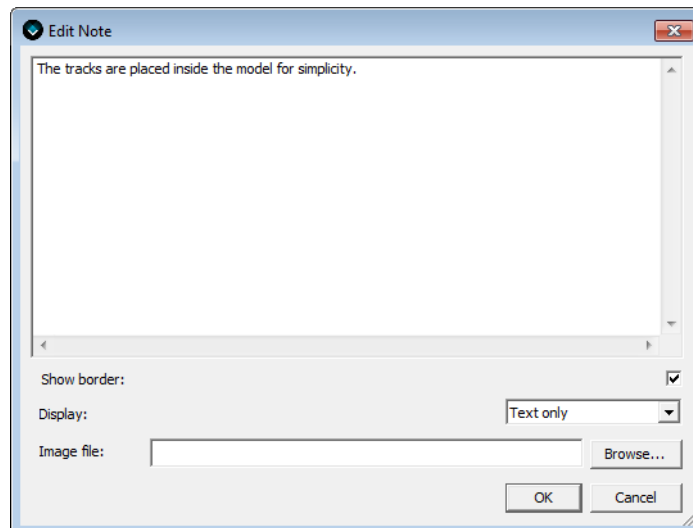 Edit Note
The tracks are placed inside the model for simplicity.
Show border:
Display:
Text only
Image file:
Browse...
OK
Cancel